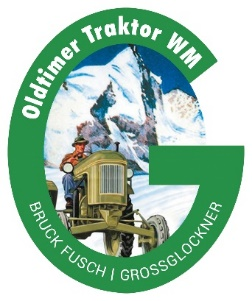 Oldtimer Traktor WM
BRUCK FUSCH | GROSSGLOCKNER